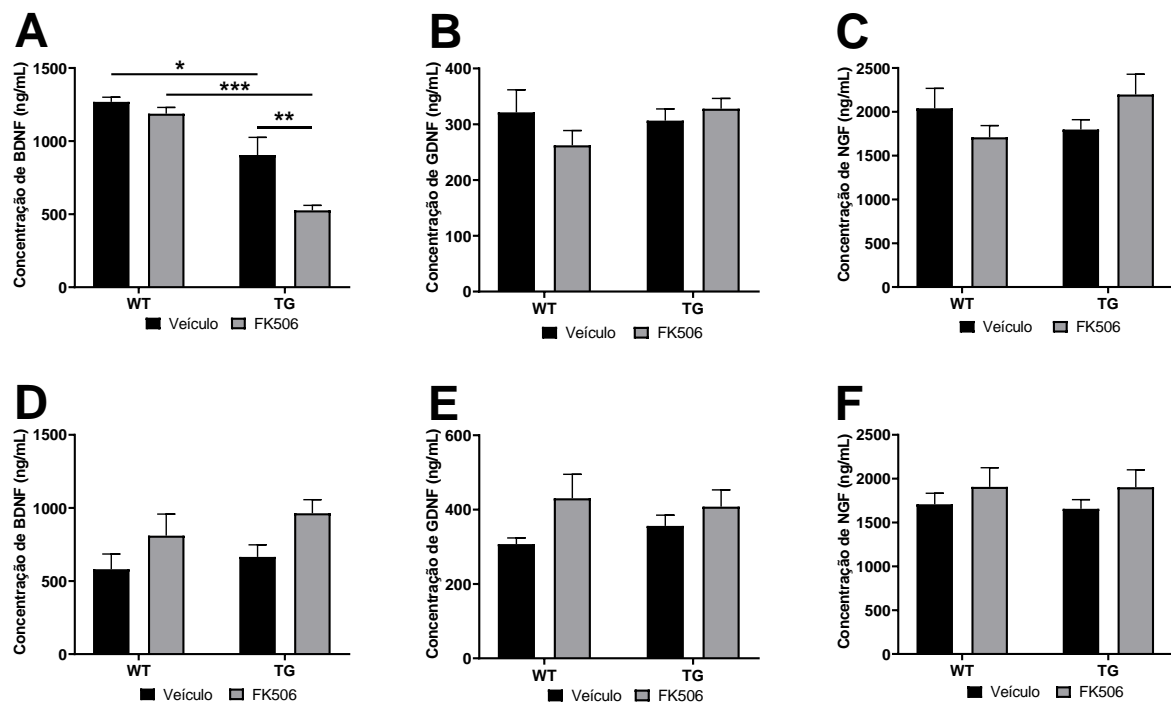 A
Concentração de BDNF (ng/mL)
1500
1000
500
0
*
***
**
WT
TG
Veículo
FK506
B
Concentração de GDNF (ng/mL)
400
300
200
100
0
WT
TG
Veículo
FK506
C
Concentração de NGF (ng/mL)
2500
2000
1500
1000
500
0
WT
TG
Veículo
FK506
D
Concentração de BDNF (ng/mL)
1500
1000
500
0
WT
TG
Veículo
FK506
E
Concentração de GDNF (ng/mL)
600
400
200
0
WT
TG
Veículo
FK506
F
Concentração de NGF (ng/mL)
2500
2000
1500
1000
500
0
WT
TG
Veículo
FK506